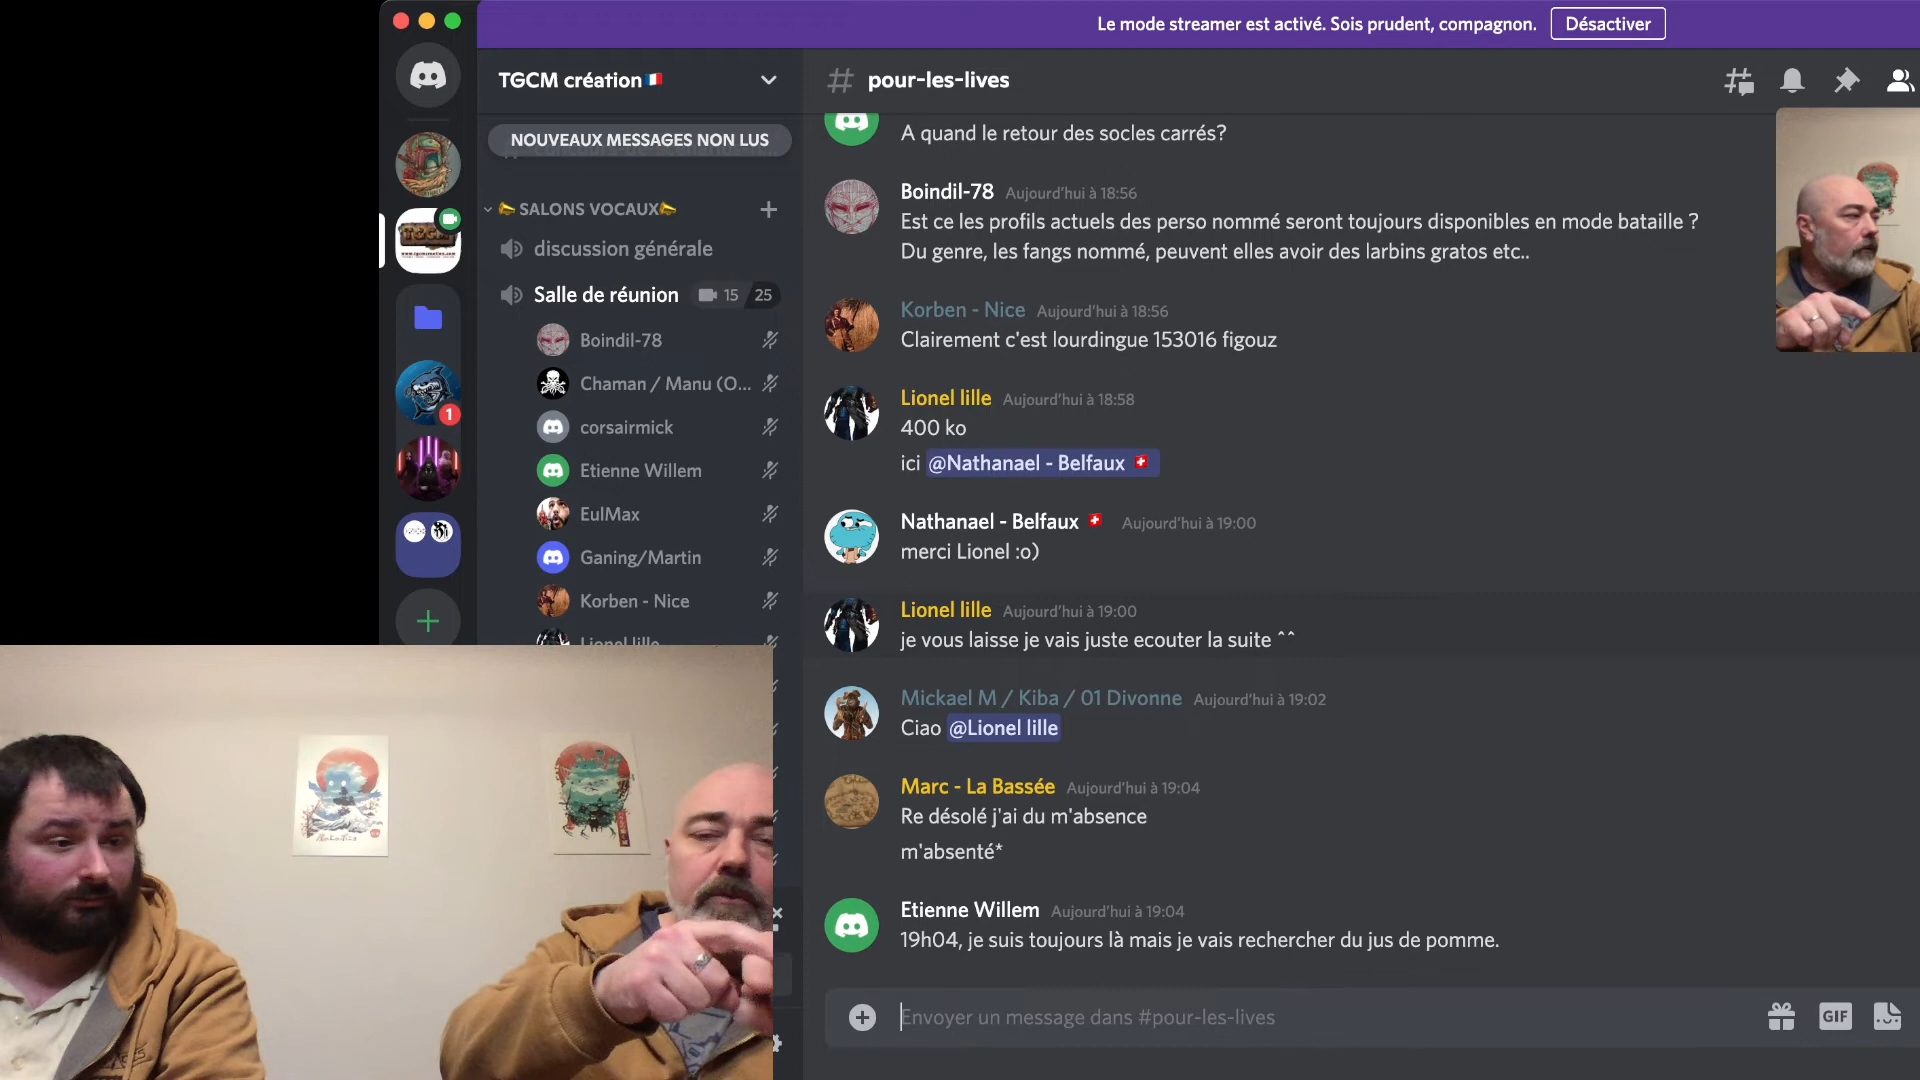 Le mode streamer est activé. Sois prudent, compagnon.
Désactiver
TGCM création
pour-les-lives
NOUVEAUX MESSAGES NON LUS
SALONS VOCAUX
discussion générale
Salle de réunion 15 25
Boindil-78
Chaman / Manu (O...
corsairmick
Etienne Willem
EulMax
Ganing/Martin
Korben - Nice
Lionel lille
1
A quand le retour des socles carrés?
Boindil-78 Aujourd'hui à 18:56
Est ce les profils actuels des perso nommé seront toujours disponibles en mode bataille ?
Du genre, les fangs nommé, peuvent elles avoir des larbins gratos etc..
Korben - Nice Aujourd'hui à 18:56
Clairement c'est lourdingue 153016 figouz
Lionel lille Aujourd'hui à 18:58
400 ko
ici @Nathanael - Belfaux
Nathanael - Belfaux Aujourd'hui à 19:00
merci Lionel :o)
Lionel lille Aujourd'hui à 19:00
je vous laisse je vais juste ecouter la suite ^^
Mickael M / Kiba / 01 Divonne Aujourd'hui à 19:02
Ciao @Lionel lille
Marc - La Bassée Aujourd'hui à 19:04
Re désolé j'ai du m'absence
m'absenté*
Etienne Willem Aujourd'hui à 19:04
19h04, je suis toujours là mais je vais rechercher du jus de pomme.
Envoyer un message dans #pour-les-lives
GIF